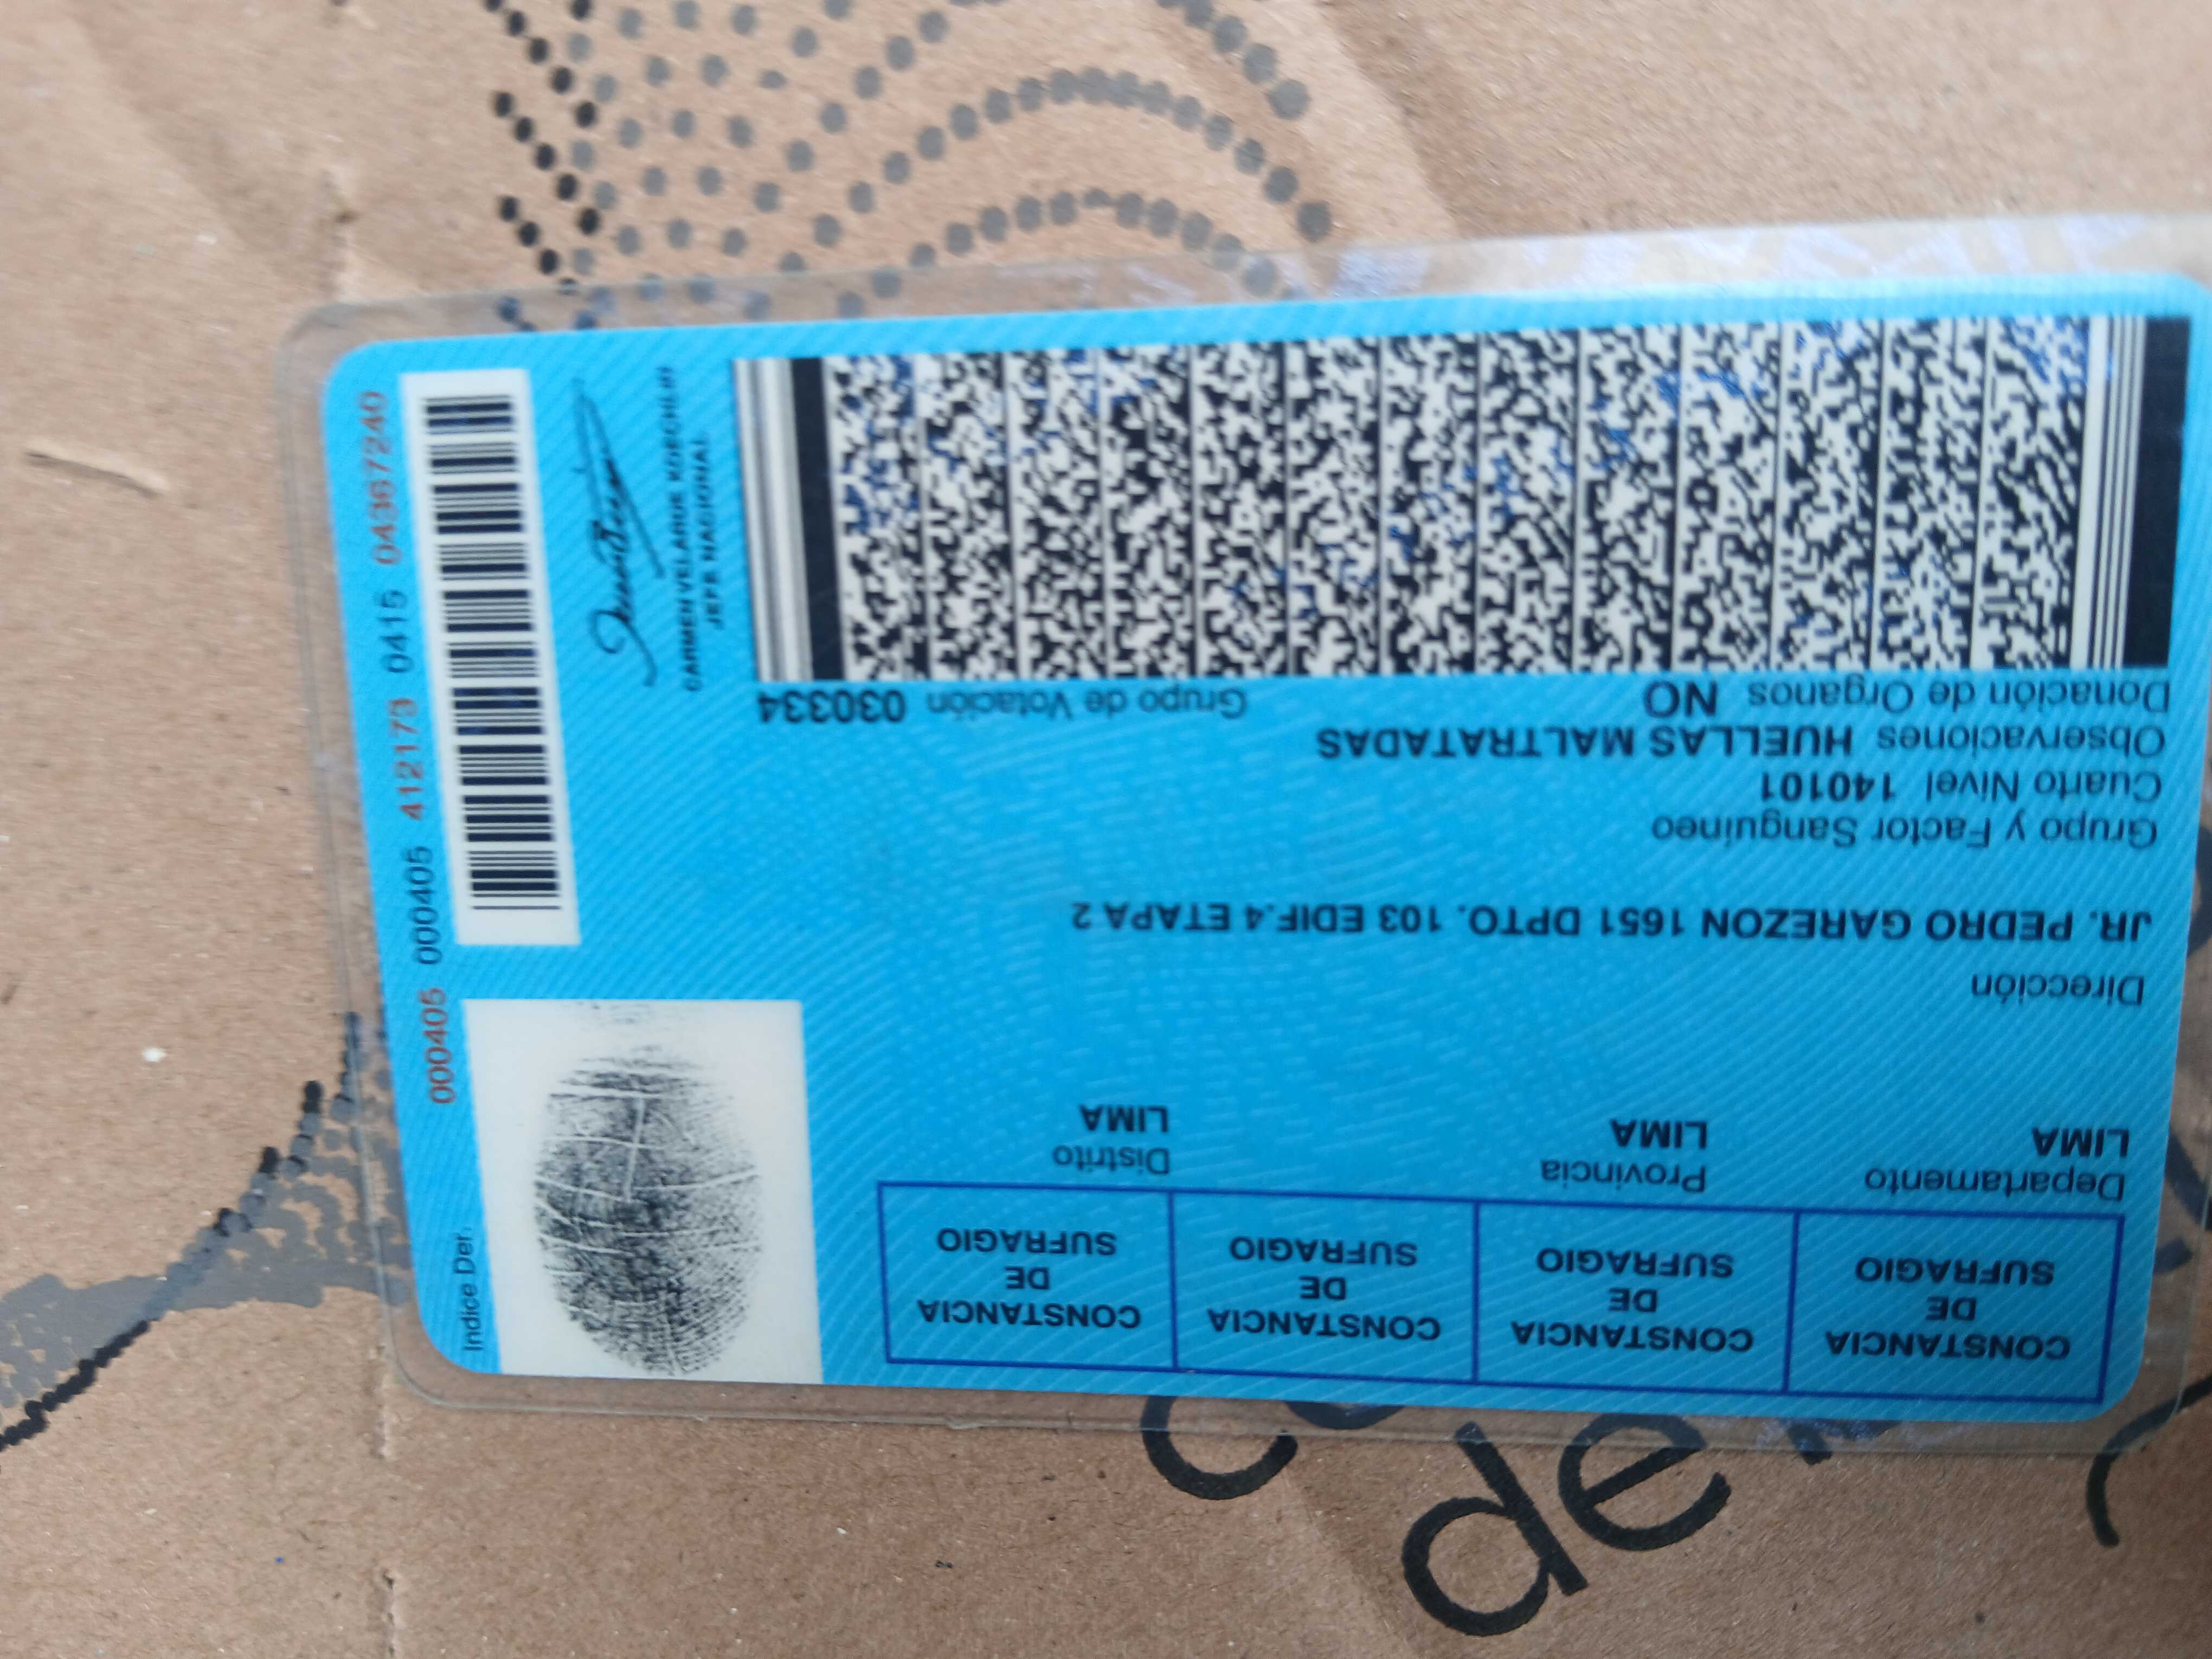 CONSTANCIA DE SUFRAGIO
CONSTANCIA DE SUFRAGIO
CONSTANCIA DE SUFRAGIO
CONSTANCIA DE SUFRAGIO
Departamento
LIMA
Provincia
LIMA
Distrito
LIMA
Dirección
JR. PEDRO GAREZON 1651 DPTO. 103 EDIF.4 ETAPA 2
Grupo y Factor Sanguíneo
Cuarto Nivel 140101
Observaciones HUELLAS MALTRATADAS
Donación de Organos NO
Grupo de Votación 030334
Indice Der.
000405 000405 412173 0415 04367240
CARMEN VELARDE KOECHLIN
JEFE NACIONAL
de